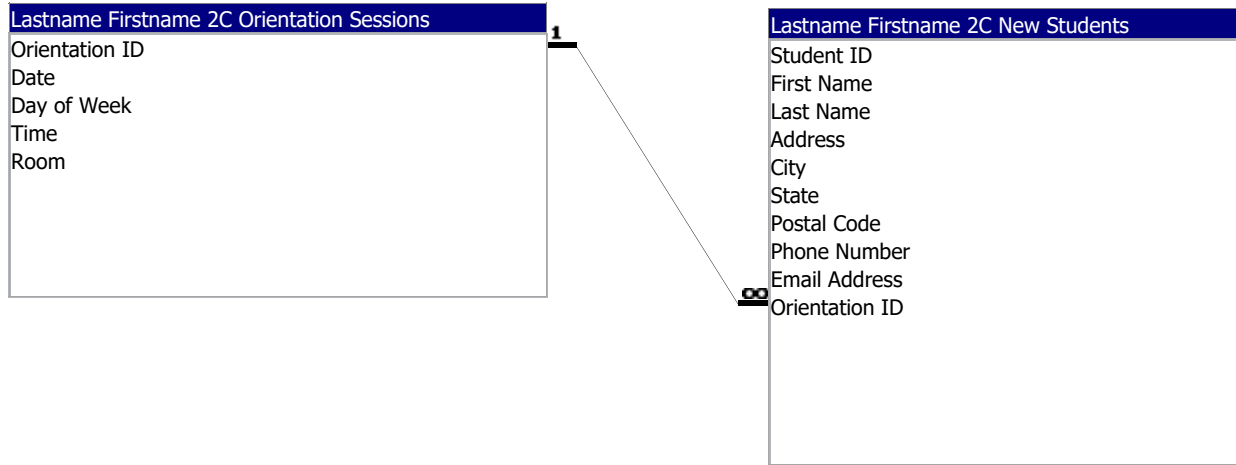 Lastname Firstname 2C Orientation Sessions
Orientation ID
Date
Day of Week
Time
Room
1
∞
Lastname Firstname 2C New Students
Student ID
First Name
Last Name
Address
City
State
Postal Code
Phone Number
Email Address
Orientation ID